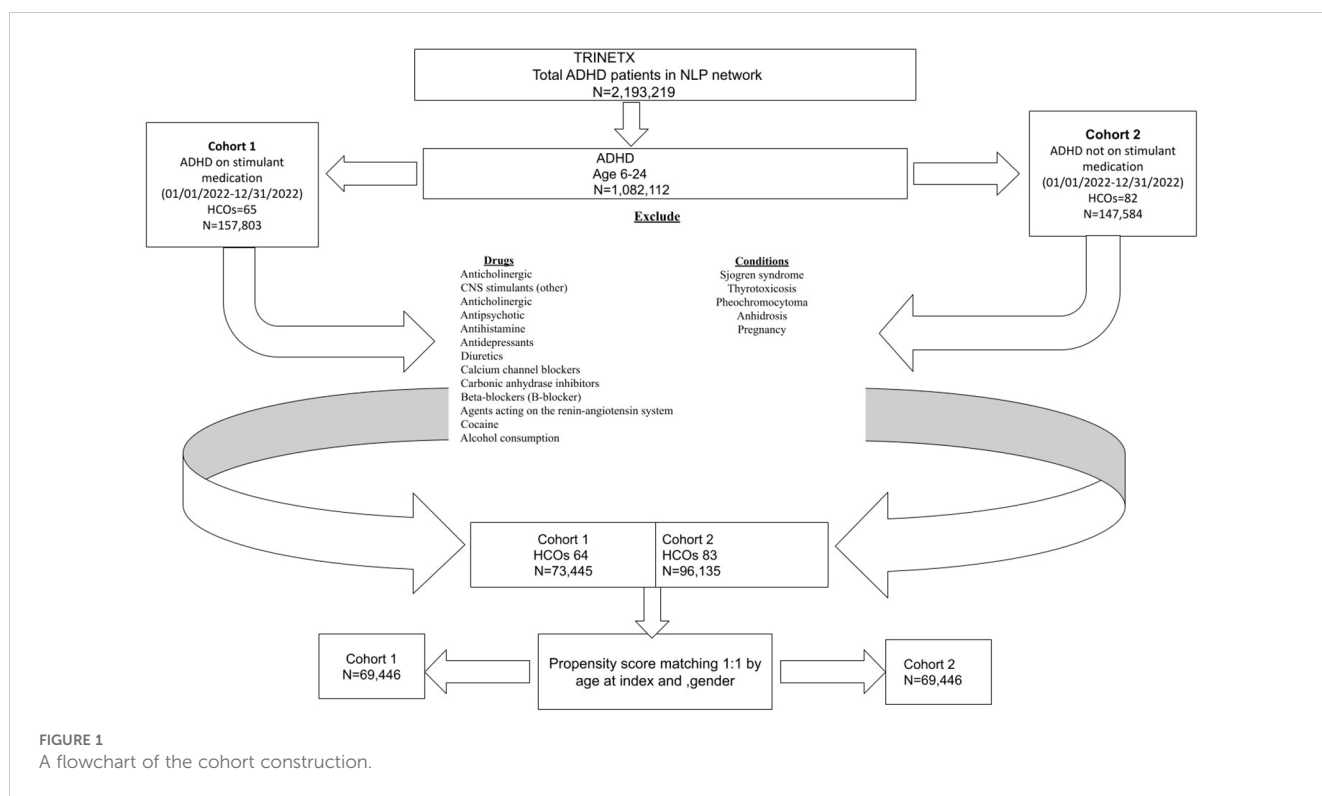 TRINETX
Total ADHD patients in NLP network
N=2,193,219
Cohort 1
ADHD on stimulant
medication
(01/01/2022-12/31/2022)
HCOs=65
N=157,803
ADHD
Age 6-24
N=1,082,112
Cohort 2
ADHD not on stimulant
medication
(01/01/2022-12/31/2022)
HCOs=82
N=147,584
Exclude
Drugs
Anticholinergic
CNS stimulants (other)
Anticholinergic
Antipsychotic
Antihistamine
Antidepressants
Diuretics
Calcium channel blockers
Carbonic anhydrase inhibitors
Beta-blockers (B-blocker)
Agents acting on the renin-angiotensin system
Cocaine
Alcohol consumption
Conditions
Sjogren syndrome
Thyrotoxicosis
Pheochromocytoma
Anhidrosis
Pregnancy
Cohort 1
HCOs 64
N=73,445
Cohort 2
HCOs 83
N=96,135
Cohort 1
N=69,446
Propensity score matching 1:1 by
age at index and ,gender
Cohort 2
N=69,446
FIGURE 1
A flowchart of the cohort construction.